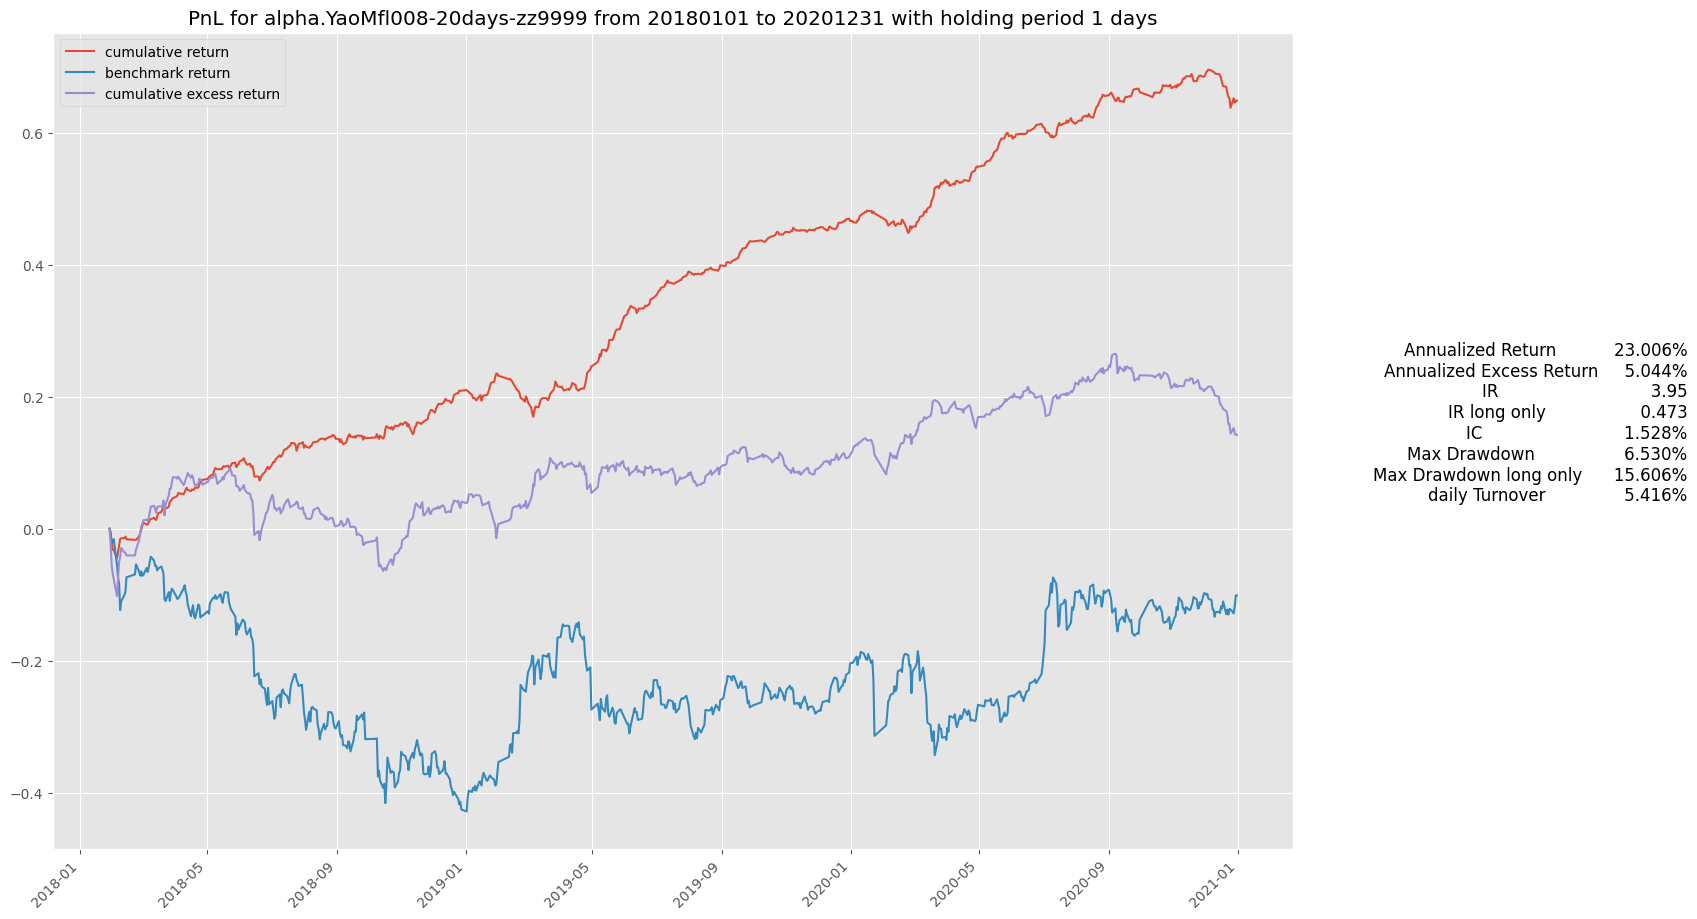 PnL for alpha.YaoMfl008-20days-zz9999 from 20180101 to 20201231 with holding period 1 days
cumulative return
benchmark return
cumulative excess return
0.6
0.4
0.2
0.0
−0.2
−0.4
2018-01
2018-05
2018-09
2019-01
2019-05
2019-09
2020-01
2020-05
2020-09
2021-01
Annualized Return 23.006%
Annualized Excess Return 5.044%
IR 3.95
IR long only 0.473
IC 1.528%
Max Drawdown 6.530%
Max Drawdown long only 15.606%
daily Turnover 5.416%